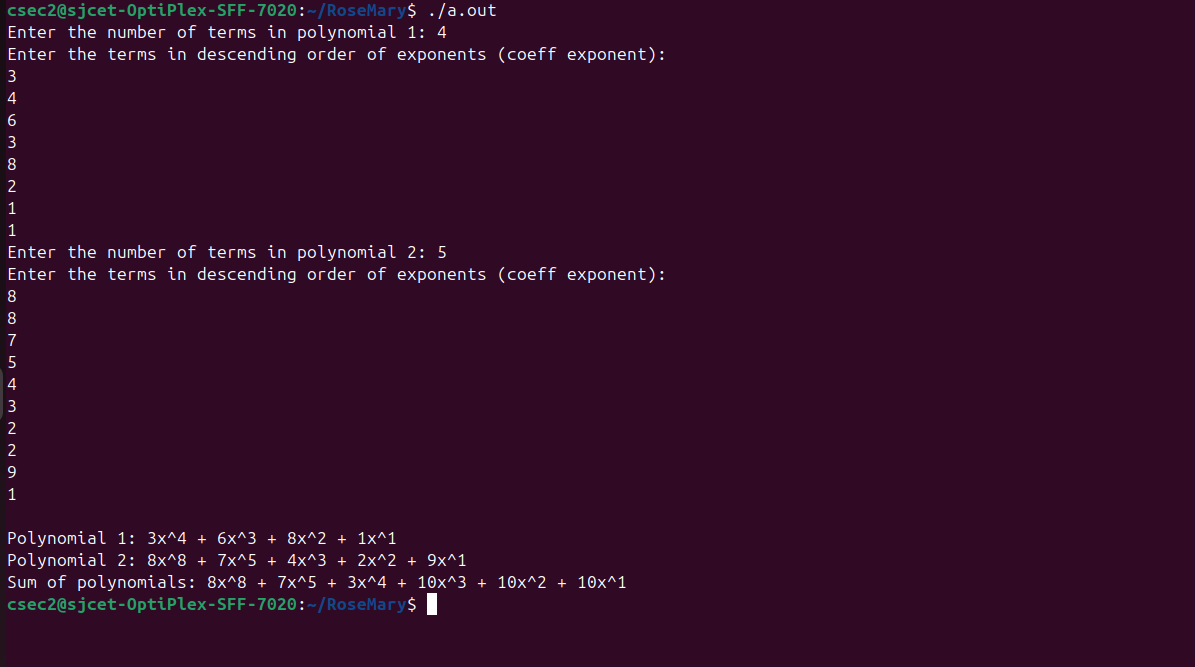 csec2@sjcet-OptiPlex-SFF-7020:~/RoseMary$ ./a.out
Enter the number of terms in polynomial 1: 4
Enter the terms in descending order of exponents (coeff exponent):
3
4
6
3
8
2
1
1
Enter the number of terms in polynomial 2: 5
Enter the terms in descending order of exponents (coeff exponent):
8
8
7
5
4
3
2
2
9
1
Polynomial 1: 3x^4 + 6x^3 + 8x^2 + 1x^1
Polynomial 2: 8x^8 + 7x^5 + 4x^3 + 2x^2 + 9x^1
Sum of polynomials: 8x^8 + 7x^5 + 3x^4 + 10x^3 + 10x^2 + 10x^1
csec2@sjcet-OptiPlex-SFF-7020:~/RoseMary$